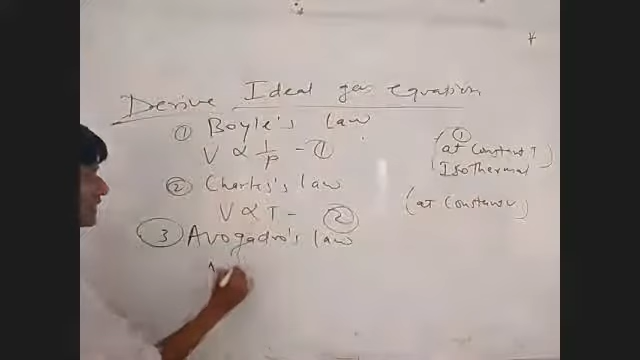 Derive Ideal gas equation
① Boyle's law
V ∝ 1/P - ①
(① at constant T
Isothermal)
② Charles's law
V ∝ T - ②
(at constant
③ Avogadro's law